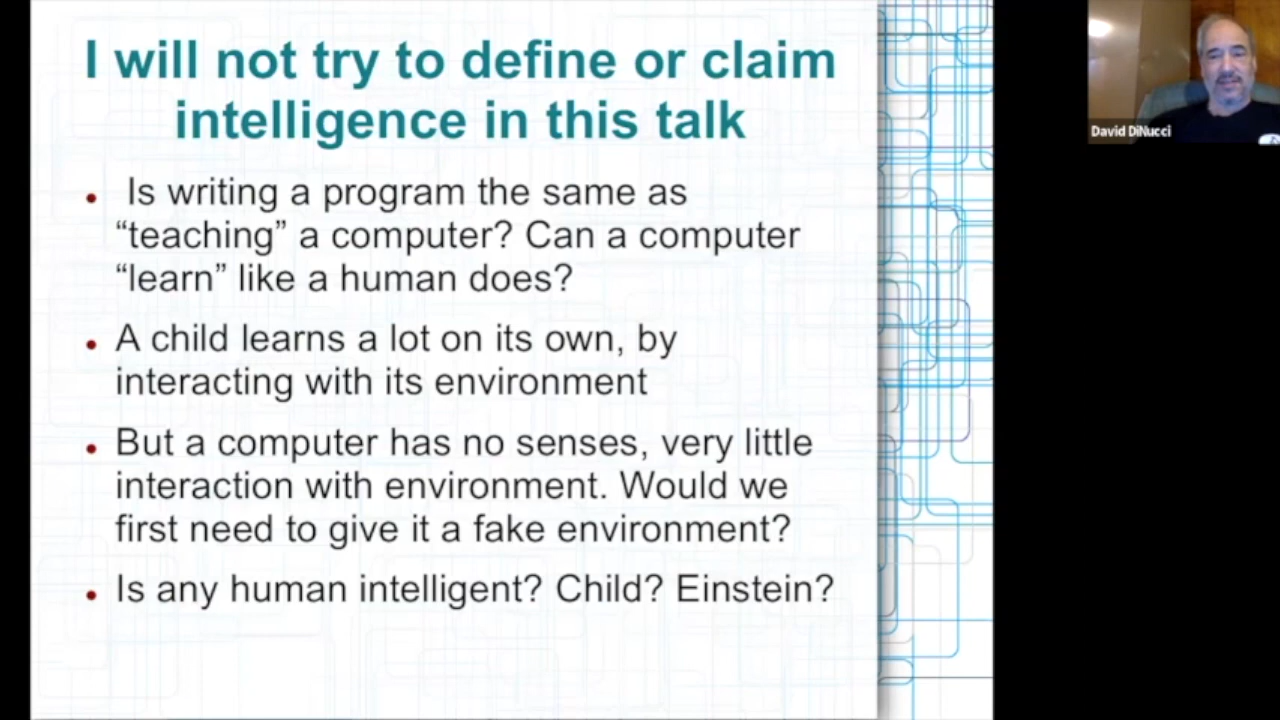 I will not try to define or claim
intelligence in this talk
Is writing a program the same as
“teaching” a computer? Can a computer
“learn” like a human does?
A child learns a lot on its own, by
interacting with its environment
But a computer has no senses, very little
interaction with environment. Would we
first need to give it a fake environment?
Is any human intelligent? Child? Einstein?
David DiNucci